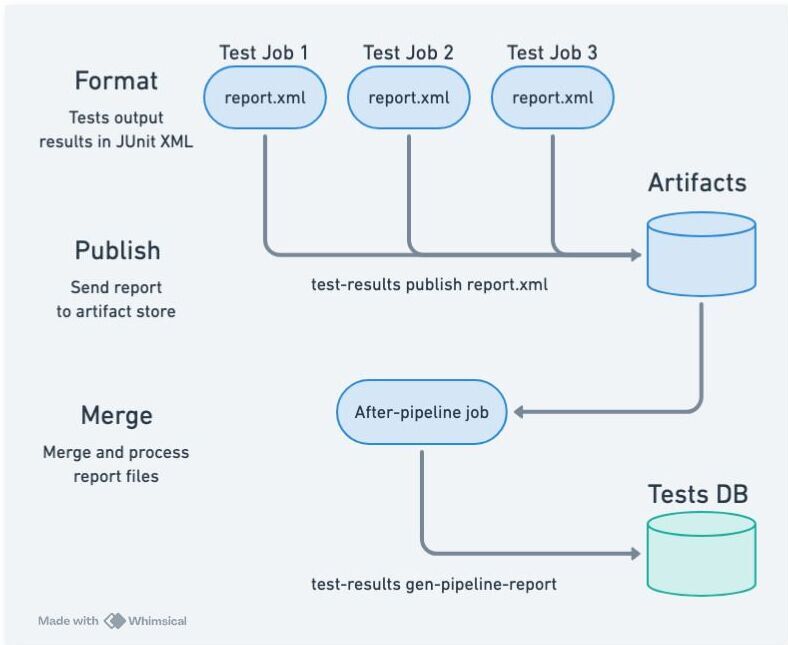 Test Job 1
Test Job 2
Test Job 3
Format
report.xml
report.xml
report.xml
Tests output
results in JUnit XML
Artifacts
Publish
Send report
to artifact store
test-results publish report.xml
Merge
After-pipeline job
Merge and process
report files
Tests DB
test-results gen-pipeline-report
Made with Whimsical